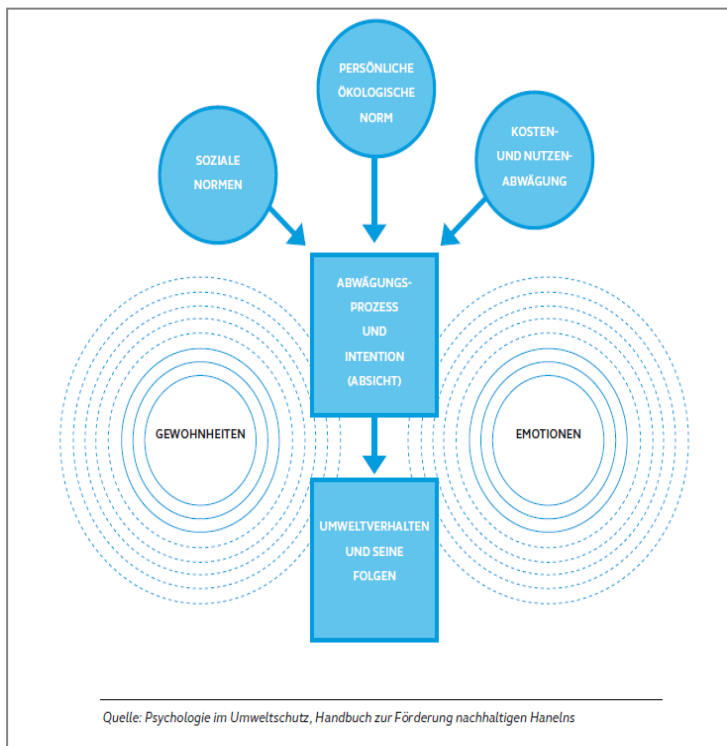 PERSÖNLICHE
ÖKOLOGISCHE
NORM
SOZIALE
NORMEN
KOSTEN-
UND NUTZEN-
ABWÄGUNG
ABWÄGUNGS-
PROZESS
UND
INTENTION
(ABSICHT)
GEWOHNHEITEN
EMOTIONEN
UMWELTVERHALTEN
UND SEINE
FOLGEN
Quelle: Psychologie im Umweltschutz, Handbuch zur Förderung nachhaltigen Hanelns